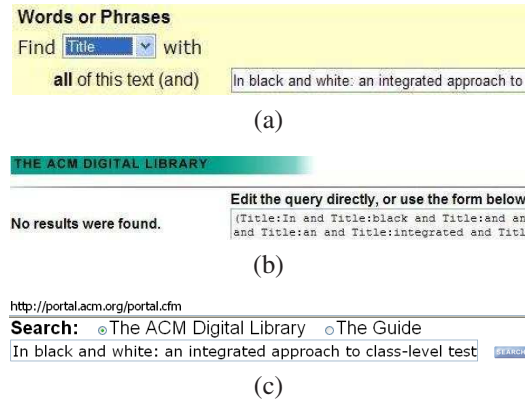 Words or Phrases
Find Title with
all of this text (and) In black and white: an integrated approach to
(a)
THE ACM DIGITAL LIBRARY
Edit the query directly, or use the form below
No results were found.
(Title:In and Title:black and Title:and an
and Title:an and Title:integrated and Titl
(b)
http://portal.acm.org/portal.cfm
Search: The ACM Digital Library The Guide
In black and white: an integrated approach to class-level test SEARCH
(c)